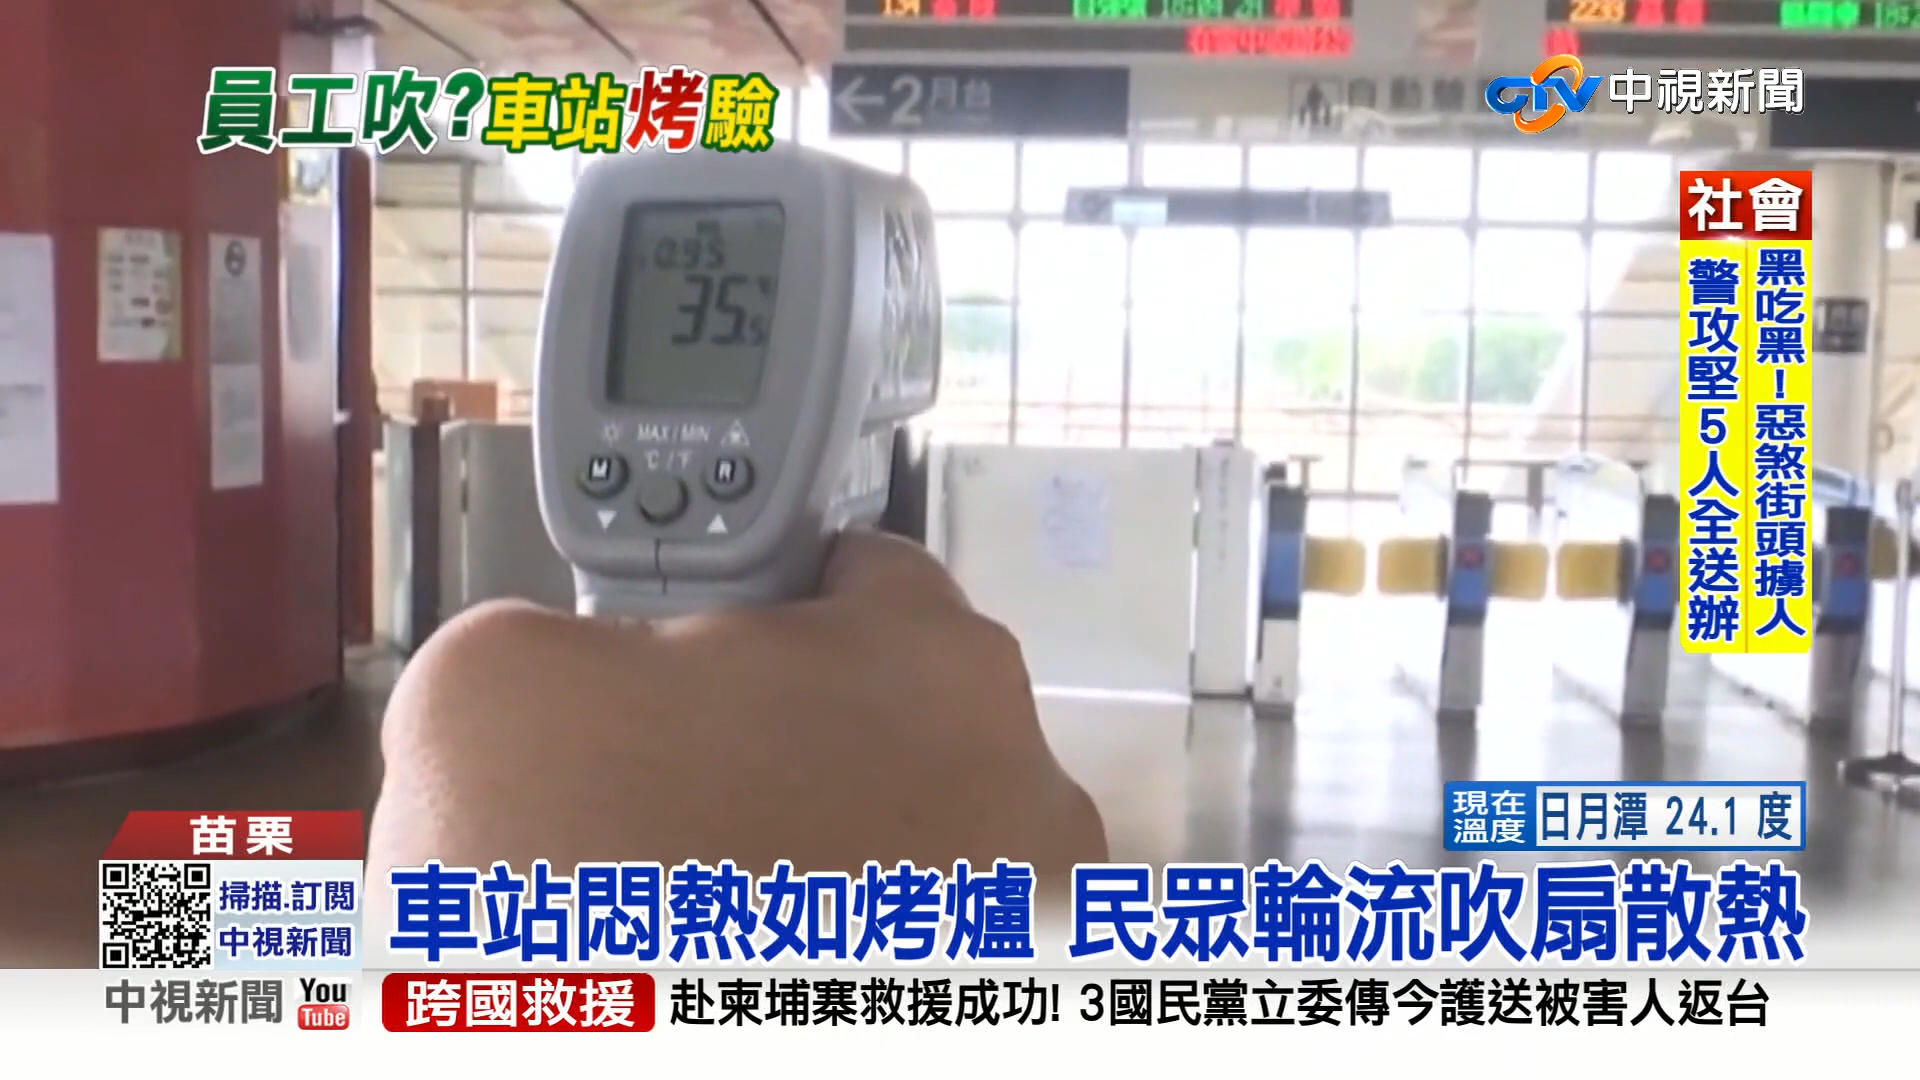 員工吹?車站烤驗
2 月台
CTV 中視新聞
社會
黑吃黑!惡煞街頭擄人
警攻堅5人全送辦
0.95
35.5
MAX/MIN
℃/℉
M
R
現在溫度
日月潭 24.1 度
苗栗
掃描.訂閱
中視新聞
車站悶熱如烤爐 民眾輪流吹扇散熱
中視新聞
You Tube
跨國救援
赴柬埔寨救援成功! 3國民黨立委傳今護送被害人返台